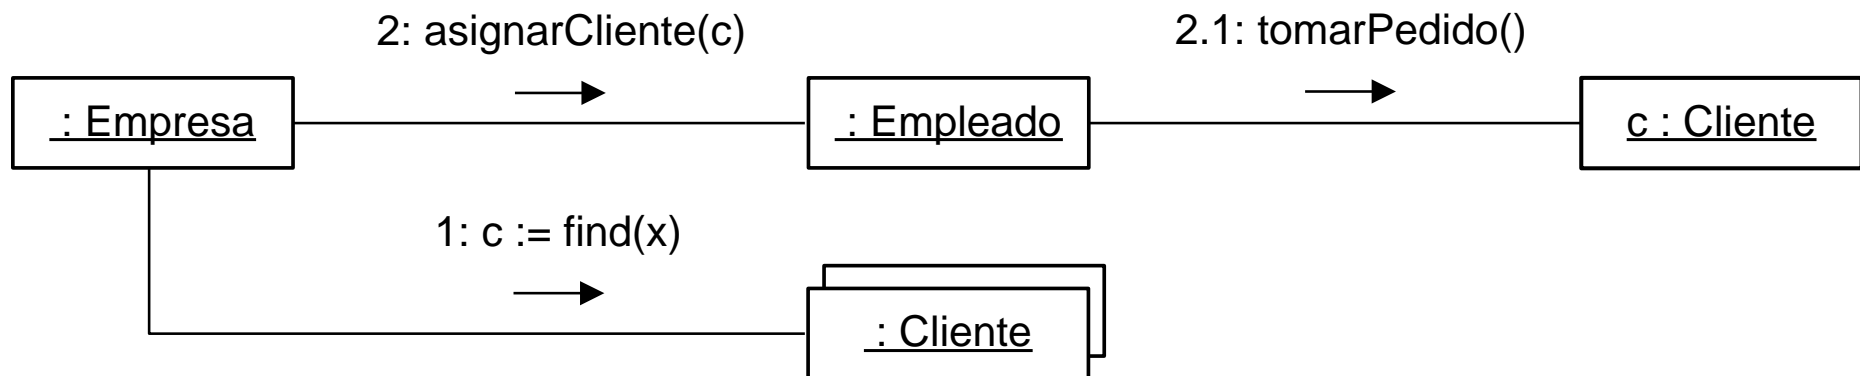 2: asignarCliente(c)
2.1: tomarPedido()
: Empresa
: Empleado
c : Cliente
1: c := find(x)
: Cliente